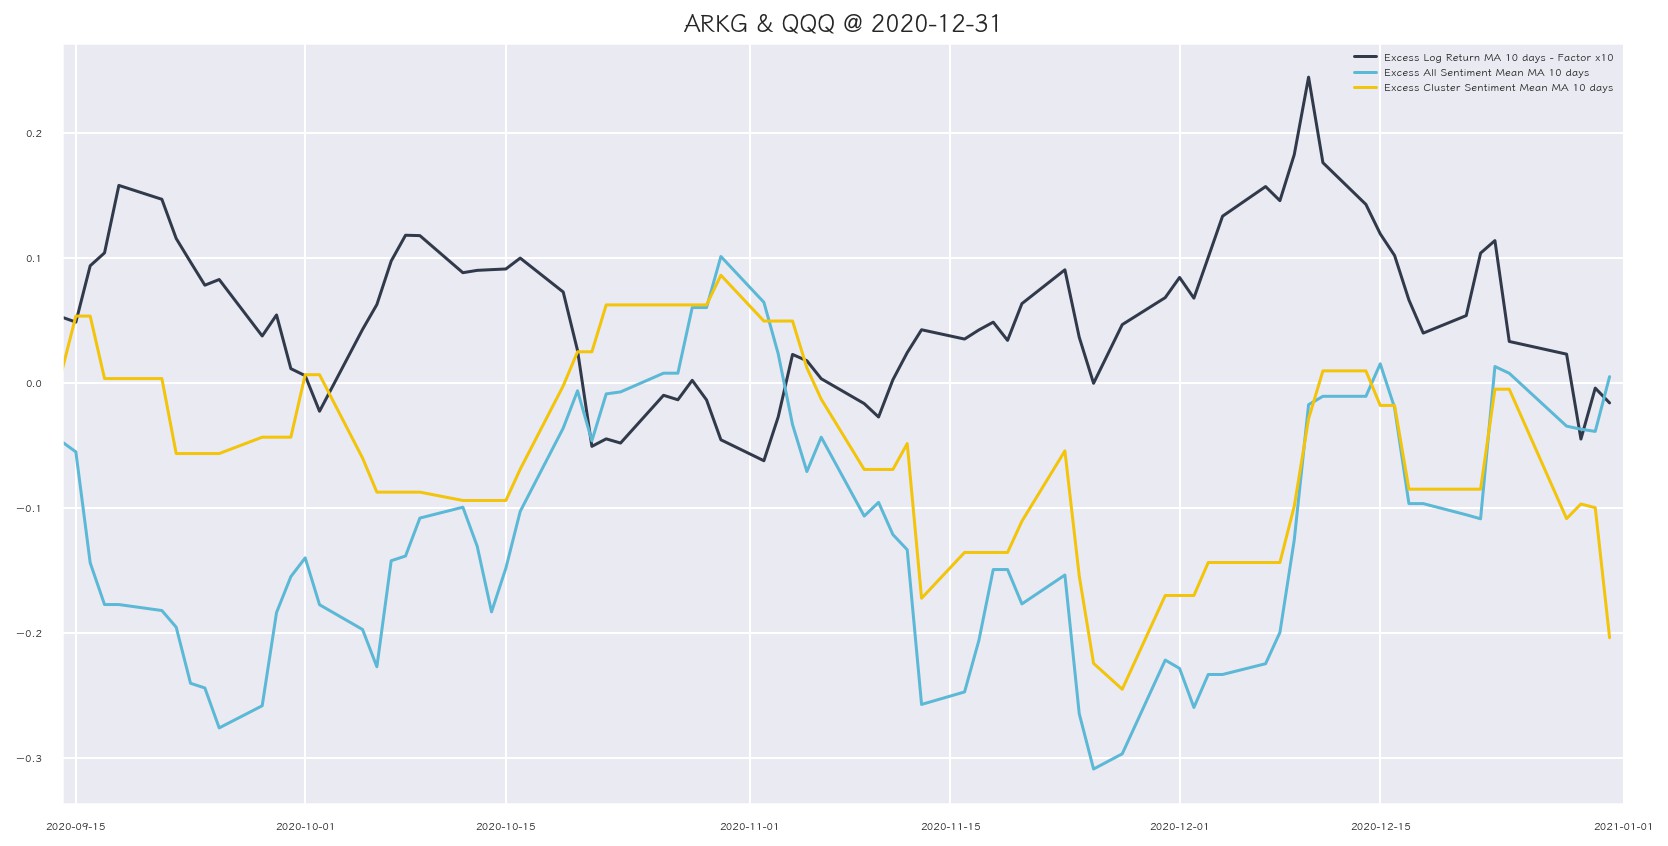 ARKG & QQQ @ 2020-12-31
Excess Log Return MA 10 days - Factor x10
Excess All Sentiment Mean MA 10 days
Excess Cluster Sentiment Mean MA 10 days
0.2
0.1
0.0
−0.1
−0.2
−0.3
2020-09-15 2020-10-01 2020-10-15 2020-11-01 2020-11-15 2020-12-01 2020-12-15 2021-01-01